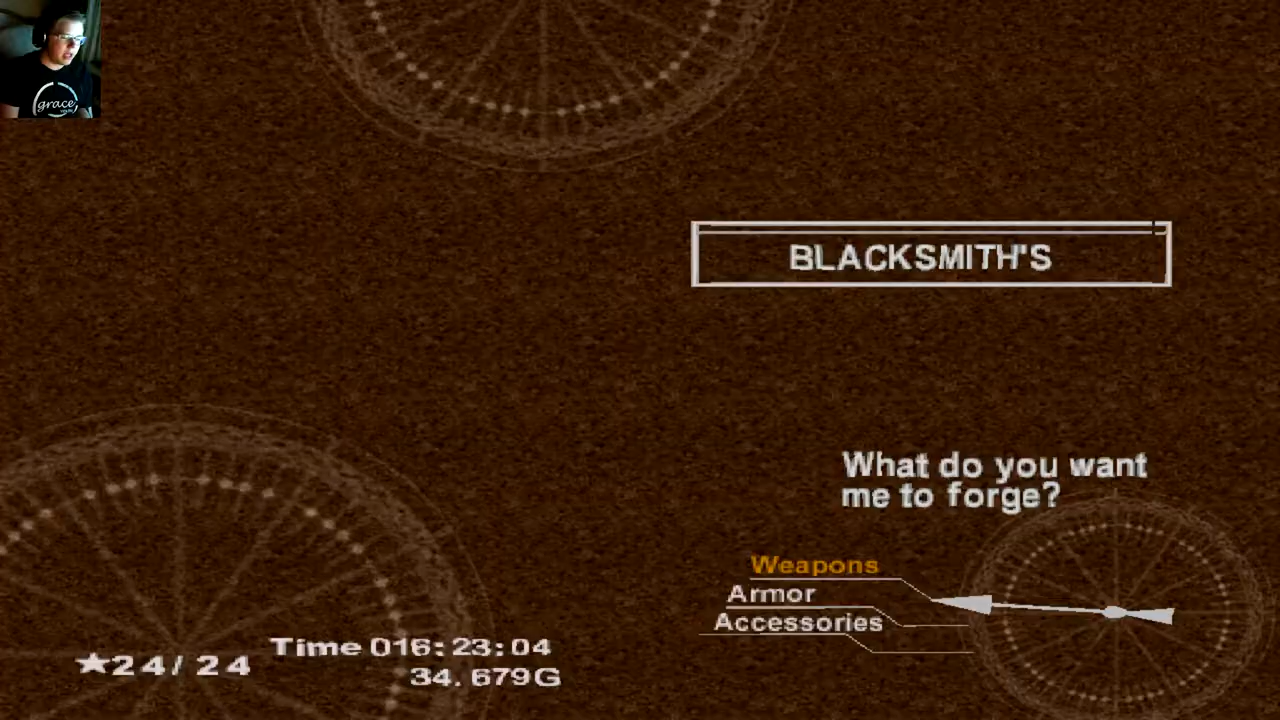 grace
BLACKSMITH'S
What do you want
me to forge?
Weapons
Armor
Accessories
Time 016:23:04
★24/ 24
34.679G